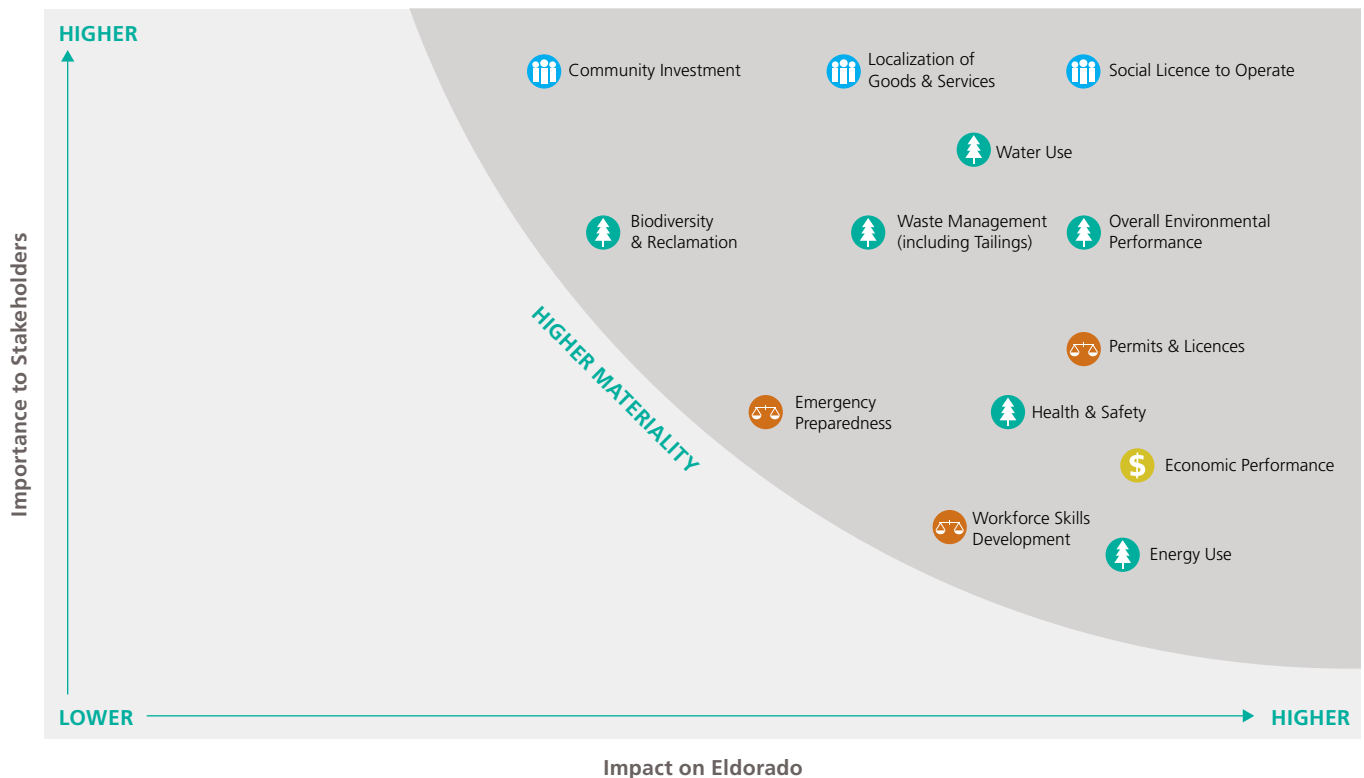 HIGHER
Community Investment
Localization of
Goods & Services
Social Licence to Operate
Water Use
Biodiversity
& Reclamation
Waste Management
(including Tailings)
Overall Environmental
Performance
Importance to Stakeholders
HIGHER MATERIALITY
Permits & Licences
Emergency
Preparedness
Health & Safety
$
Economic Performance
Workforce Skills
Development
Energy Use
LOWER
HIGHER
Impact on Eldorado